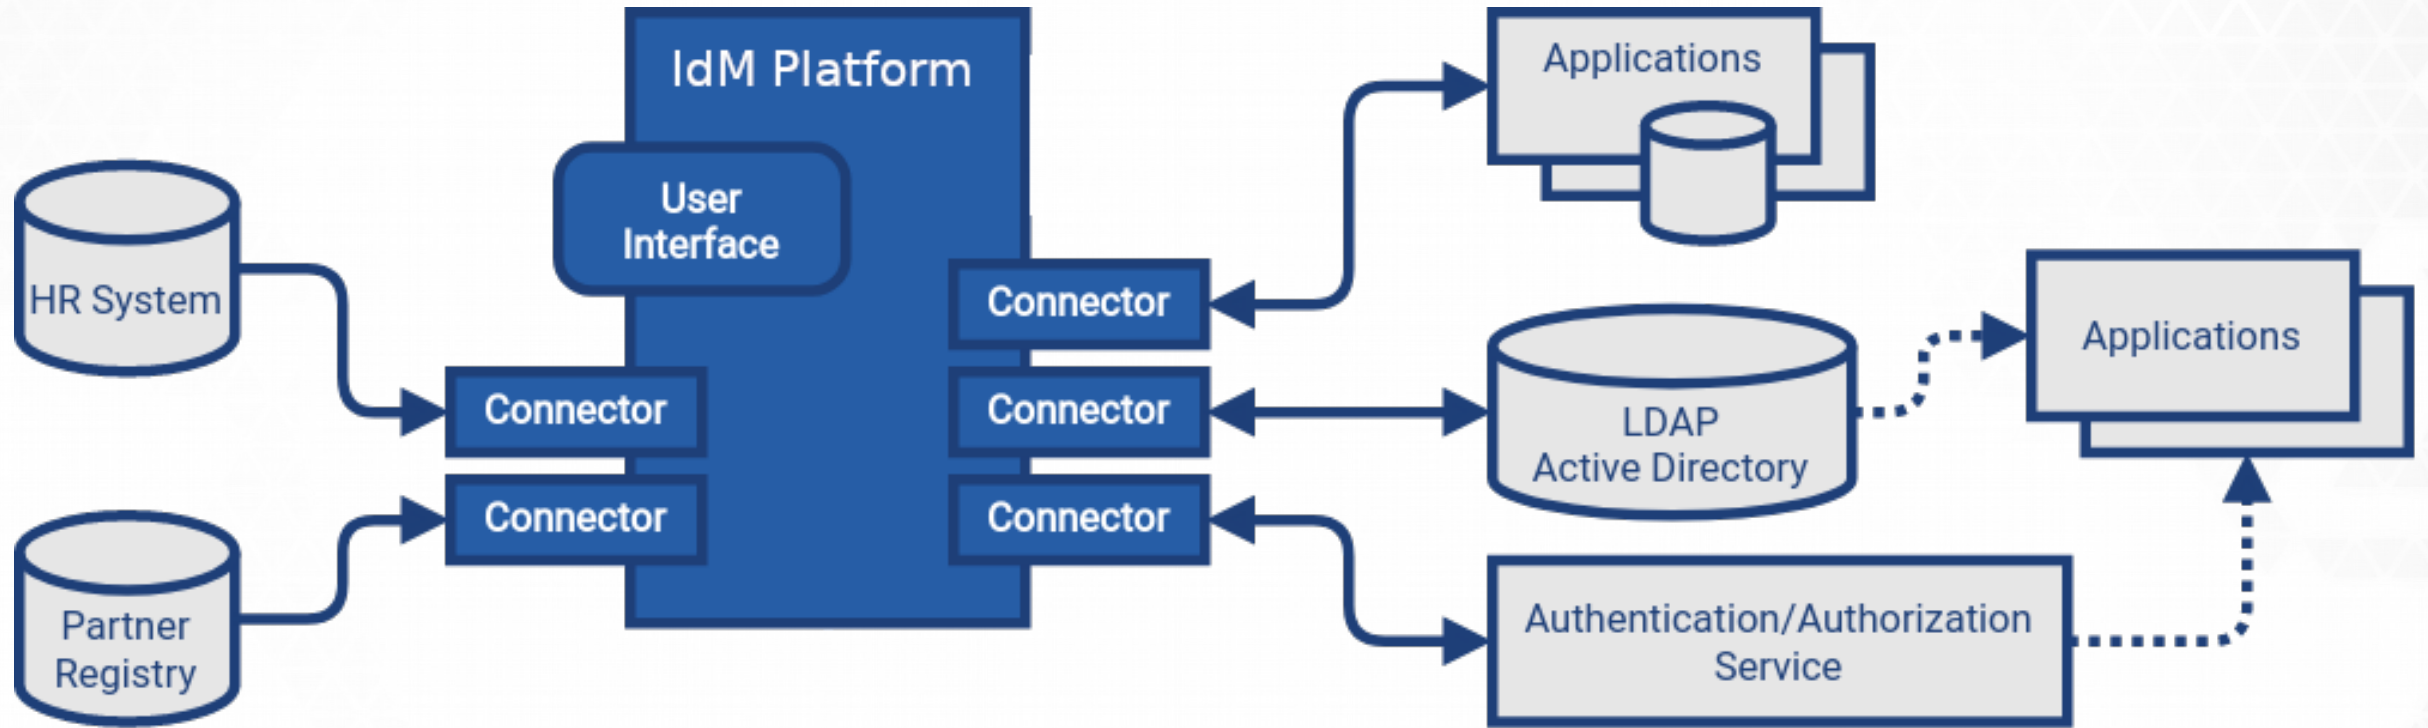 IdM Platform
User
Interface
HR System
Partner
Registry
Connector
Connector
Connector
Connector
Connector
Applications
LDAP
Active Directory
Authentication/Authorization
Service
Applications